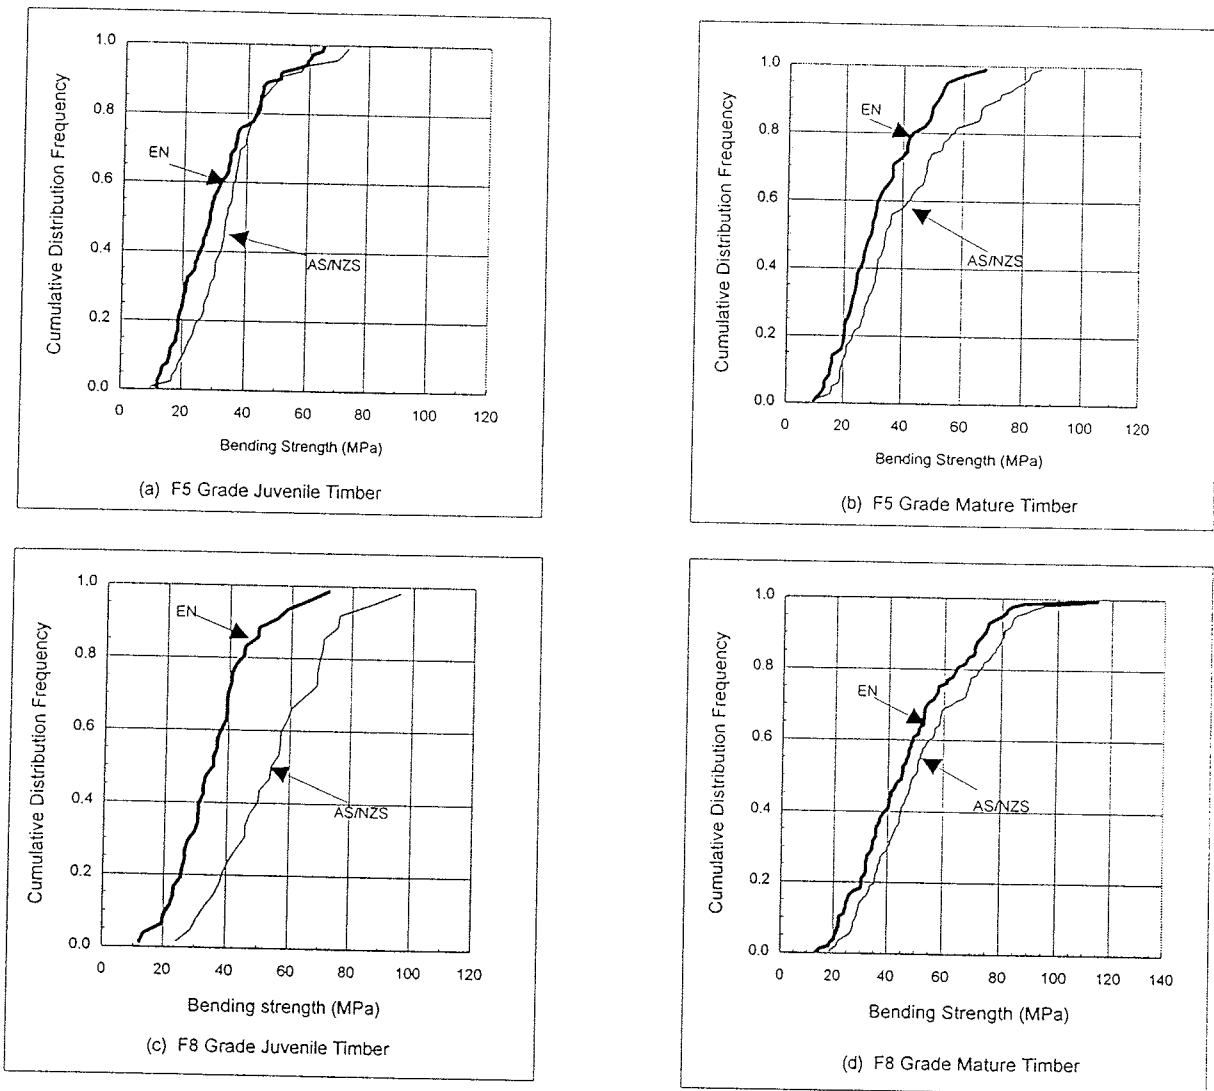 1.0
0.8
0.6
0.4
0.2
0.0
Cumulative Distribution Frequency
EN
AS/NZS
0 20 40 60 80 100 120
Bending Strength (MPa)
(a) F5 Grade Juvenile Timber
1.0
0.8
0.6
0.4
0.2
0.0
Cumulative Distribution Frequency
EN
AS/NZS
0 20 40 60 80 100 120
Bending Strength (MPa)
(b) F5 Grade Mature Timber
1.0
0.8
0.6
0.4
0.2
0.0
Cumulative Distribution Frequency
EN
AS/NZS
0 20 40 60 80 100 120
Bending strength (MPa)
(c) F8 Grade Juvenile Timber
1.0
0.8
0.6
0.4
0.2
0.0
Cumulative Distribution Frequency
EN
AS/NZS
0 20 40 60 80 100 120 140
Bending Strength (MPa)
(d) F8 Grade Mature Timber